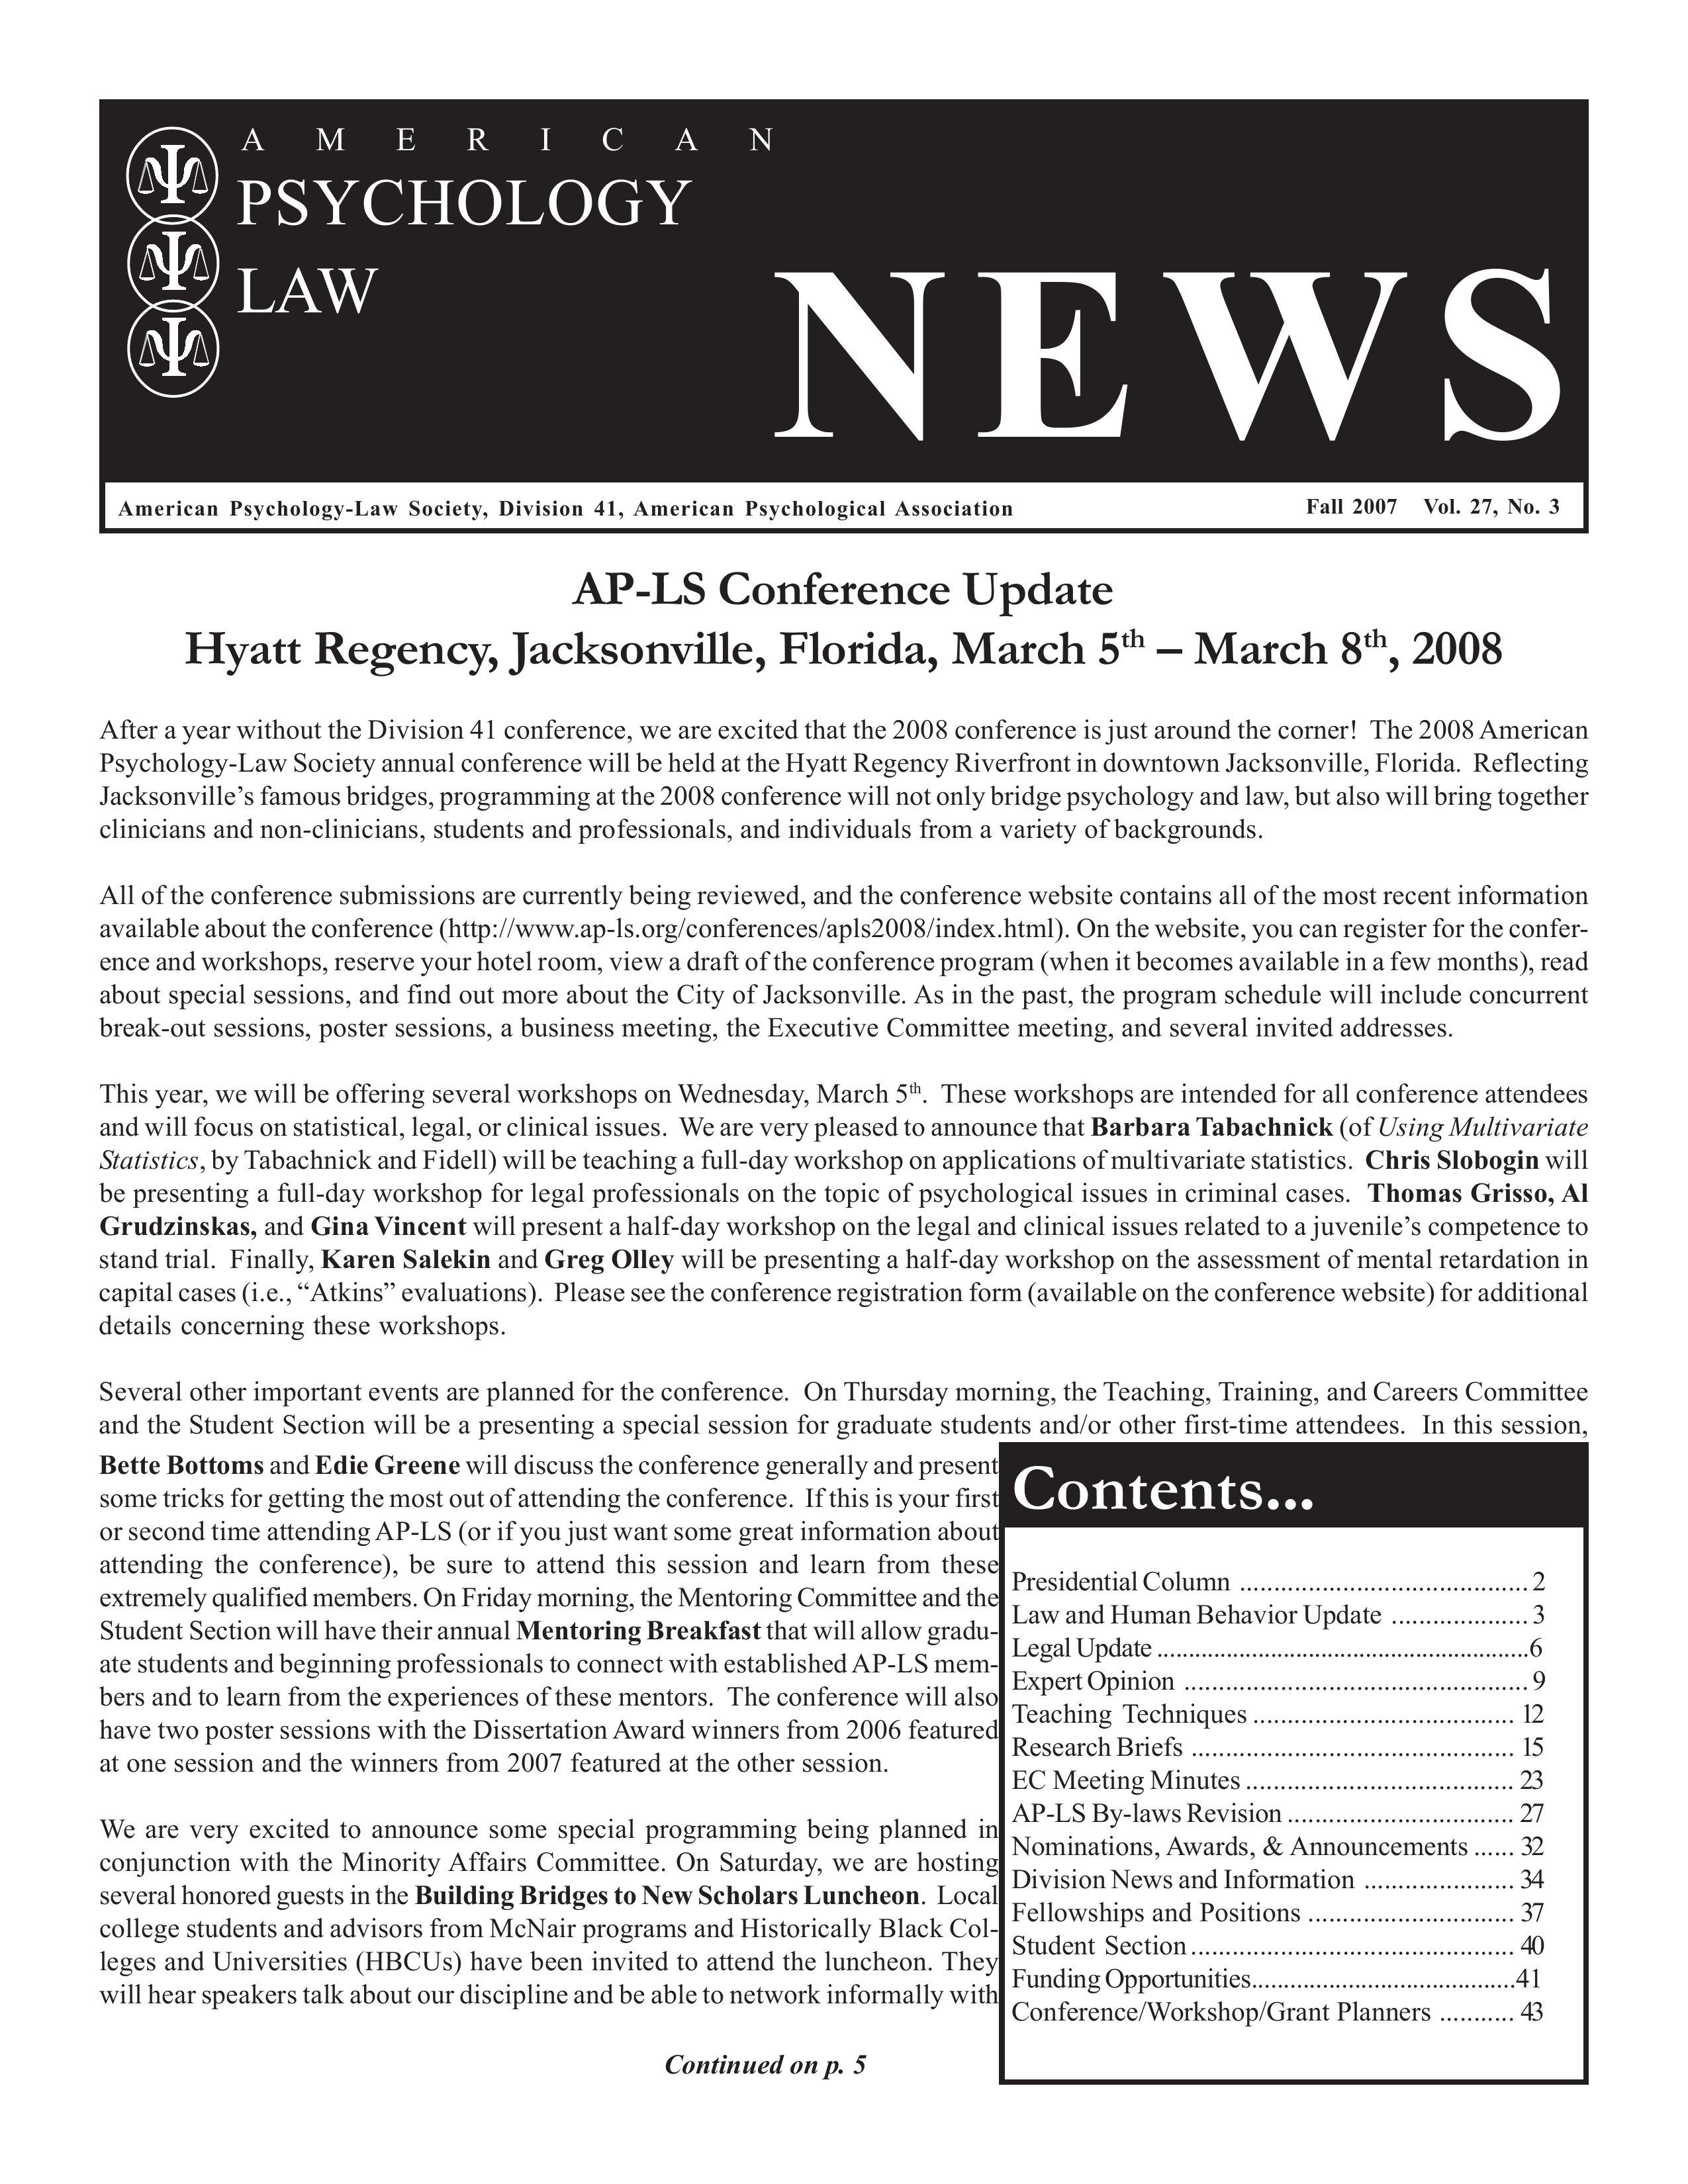 A M E R I C A N
PSYCHOLOGY
LAW
NEWS
American Psychology-Law Society, Division 41, American Psychological Association
Fall 2007 Vol. 27, No. 3
AP-LS Conference Update
Hyatt Regency, Jacksonville, Florida, March 5th – March 8th, 2008
After a year without the Division 41 conference, we are excited that the 2008 conference is just around the corner! The 2008 American
Psychology-Law Society annual conference will be held at the Hyatt Regency Riverfront in downtown Jacksonville, Florida. Reflecting
Jacksonville's famous bridges, programming at the 2008 conference will not only bridge psychology and law, but also will bring together
clinicians and non-clinicians, students and professionals, and individuals from a variety of backgrounds.
All of the conference submissions are currently being reviewed, and the conference website contains all of the most recent information
available about the conference (http://www.ap-ls.org/conferences/apls2008/index.html). On the website, you can register for the confer-
ence and workshops, reserve your hotel room, view a draft of the conference program (when it becomes available in a few months), read
about special sessions, and find out more about the City of Jacksonville. As in the past, the program schedule will include concurrent
break-out sessions, poster sessions, a business meeting, the Executive Committee meeting, and several invited addresses.
This year, we will be offering several workshops on Wednesday, March 5th. These workshops are intended for all conference attendees
and will focus on statistical, legal, or clinical issues. We are very pleased to announce that Barbara Tabachnick (of Using Multivariate
Statistics, by Tabachnick and Fidell) will be teaching a full-day workshop on applications of multivariate statistics. Chris Slobogin will
be presenting a full-day workshop for legal professionals on the topic of psychological issues in criminal cases. Thomas Grisso, Al
Grudzinskas, and Gina Vincent will present a half-day workshop on the legal and clinical issues related to a juvenile's competence to
stand trial. Finally, Karen Salekin and Greg Olley will be presenting a half-day workshop on the assessment of mental retardation in
capital cases (i.e., "Atkins" evaluations). Please see the conference registration form (available on the conference website) for additional
details concerning these workshops.
Several other important events are planned for the conference. On Thursday morning, the Teaching, Training, and Careers Committee
and the Student Section will be a presenting a special session for graduate students and/or other first-time attendees. In this session,
Bette Bottoms and Edie Greene will discuss the conference generally and present
some tricks for getting the most out of attending the conference. If this is your first
or second time attending AP-LS (or if you just want some great information about
attending the conference), be sure to attend this session and learn from these
extremely qualified members. On Friday morning, the Mentoring Committee and the
Student Section will have their annual Mentoring Breakfast that will allow gradu-
ate students and beginning professionals to connect with established AP-LS mem-
bers and to learn from the experiences of these mentors. The conference will also
have two poster sessions with the Dissertation Award winners from 2006 featured
at one session and the winners from 2007 featured at the other session.
We are very excited to announce some special programming being planned in
conjunction with the Minority Affairs Committee. On Saturday, we are hosting
several honored guests in the Building Bridges to New Scholars Luncheon. Local
college students and advisors from McNair programs and Historically Black Col-
leges and Universities (HBCUs) have been invited to attend the luncheon. They
will hear speakers talk about our discipline and be able to network informally with
Continued on p. 5
Contents...
Presidential Column .......................................... 2
Law and Human Behavior Update .................... 3
Legal Update ...........................................................6
Expert Opinion .................................................. 9
Teaching Techniques ...................................... 12
Research Briefs ............................................... 15
EC Meeting Minutes ....................................... 23
AP-LS By-laws Revision ................................. 27
Nominations, Awards, & Announcements ...... 32
Division News and Information ...................... 34
Fellowships and Positions .............................. 37
Student Section ............................................... 40
Funding Opportunities.......................................41
Conference/Workshop/Grant Planners ........... 43